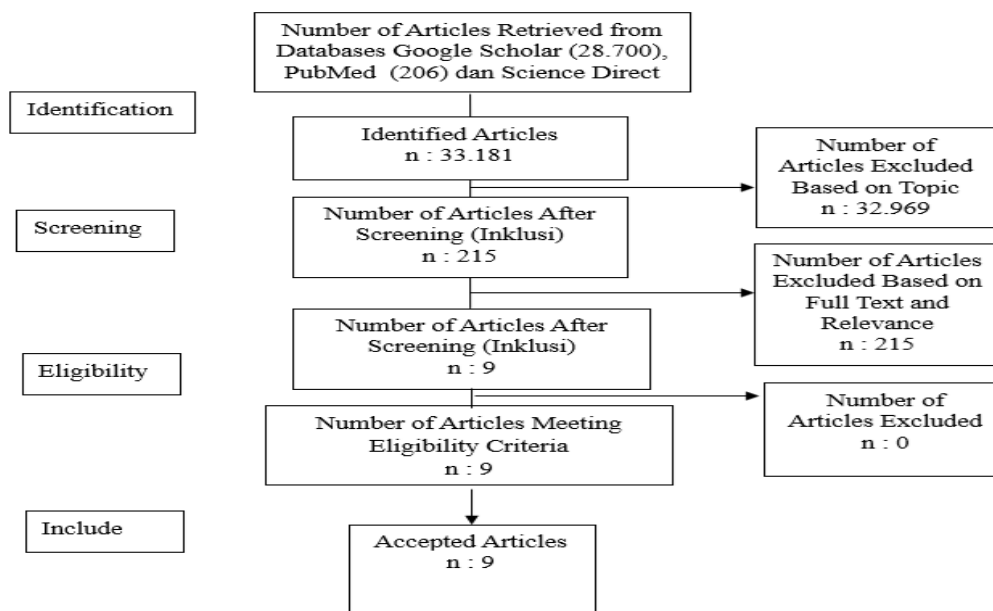 Number of Articles Retrieved from
Databases Google Scholar (28.700),
PubMed (206) dan Science Direct
Identification
Identified Articles
n : 33.181
Number of
Articles Excluded
Based on Topic
n : 32.969
Screening
Number of Articles After
Screening (Inklusi)
n : 215
Number of Articles
Excluded Based on
Full Text and
Relevance
n : 215
Number of Articles After
Screening (Inklusi)
n : 9
Eligibility
Number of
Articles Excluded
n : 0
Number of Articles Meeting
Eligibility Criteria
n : 9
Include
Accepted Articles
n : 9